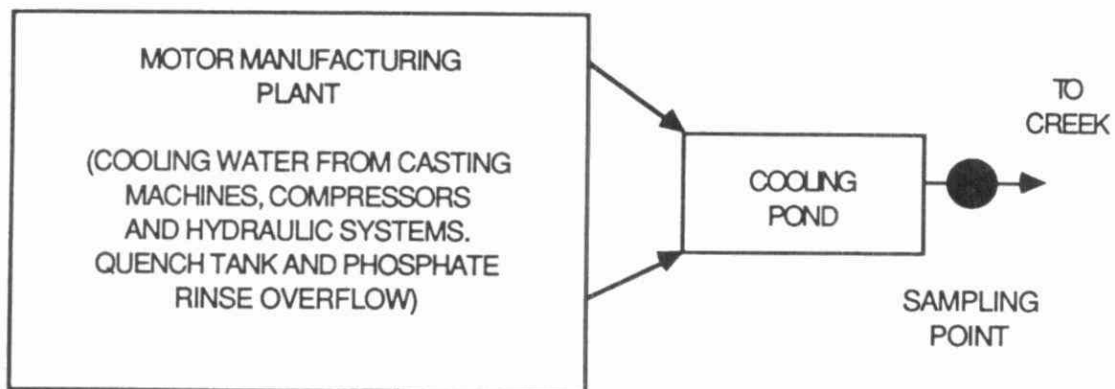 MOTOR MANUFACTURING
PLANT
(COOLING WATER FROM CASTING
MACHINES, COMPRESSORS
AND HYDRAULIC SYSTEMS.
QUENCH TANK AND PHOSPHATE
RINSE OVERFLOW)
COOLING
POND
TO
CREEK
SAMPLING
POINT